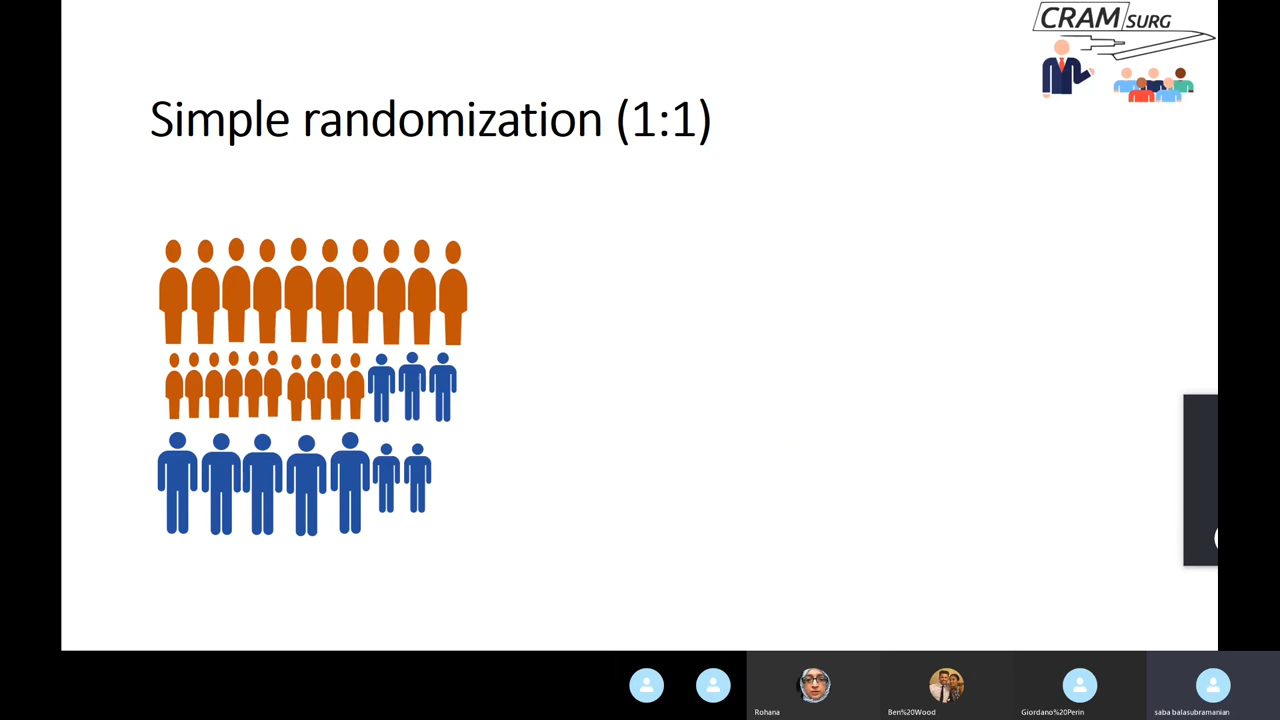 CRAM SURG
Simple randomization (1:1)
Rohana
Ben%20Wood
Giordano%20Perin
saba balasubramanian